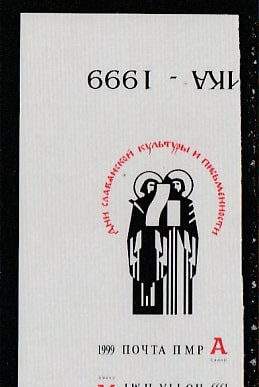 ИКА - 1999
Дни славянской культуры и письменности
1999 ПОЧТА ПМР А